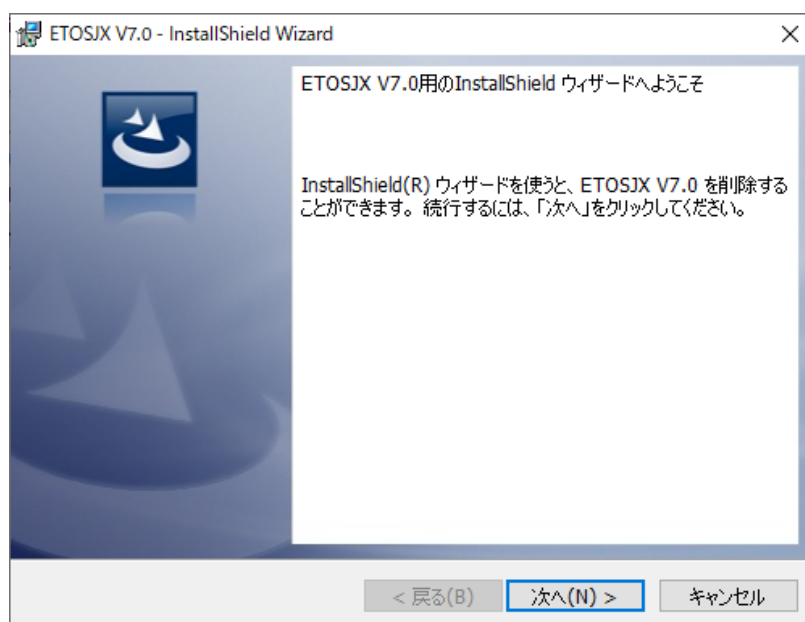 ETOSJX V7.0 - InstallShield Wizard
ETOSJX V7.0用のInstallShield ウィザードへようこそ
InstallShield(R) ウィザードを使うと、ETOSJX V7.0 を削除する
ことができます。続行するには、「次へ」をクリックしてください。
< 戻る(B) 次へ(N) > キャンセル